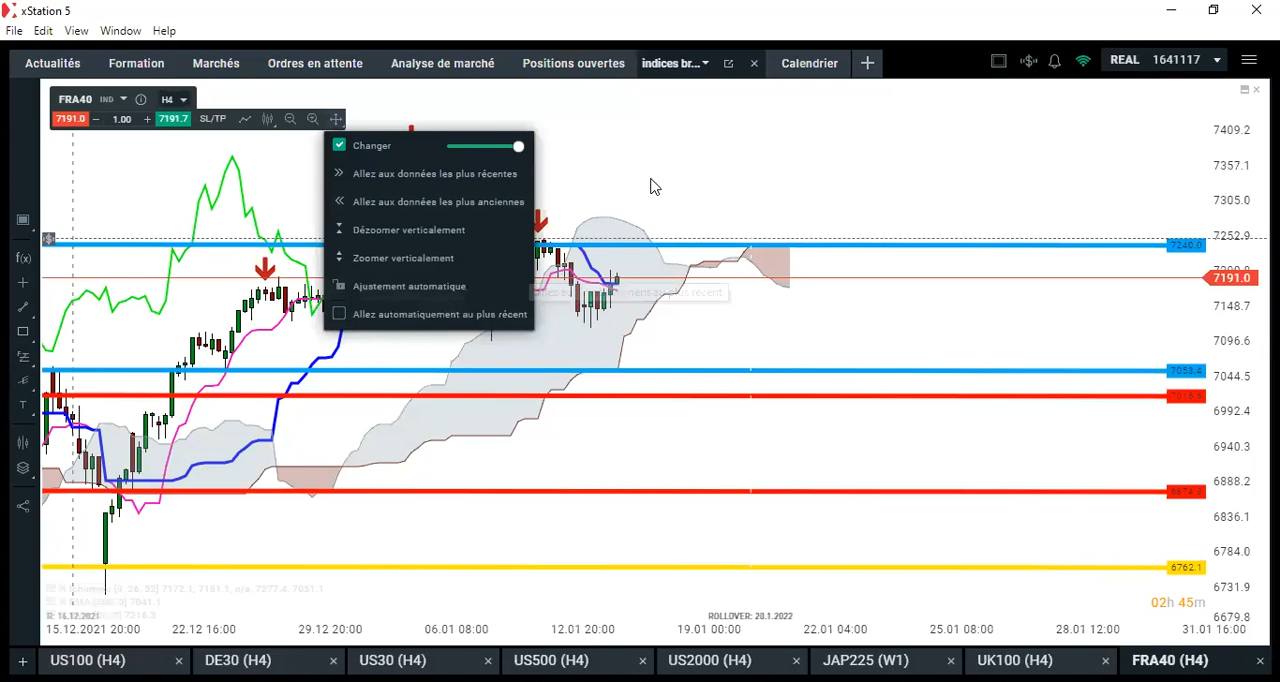 xStation 5
File Edit View Window Help
Actualités Formation Marchés Ordres en attente Analyse de marché Positions ouvertes indices br... Calendrier REAL 1641117
FRA40 IND H4
7191.0 1.00 7191.7 SL/TP
Changer
Allez aux données les plus récentes
Allez aux données les plus anciennes
Dézoomer verticalement
Zoomer verticalement
Ajustement automatique
Allez automatiquement au plus récent
f(x)
T
7409.2
7357.1
7305.0
7252.9
7240.0
7191.0
7148.7
7096.6
7053.4
7044.5
6992.4
6940.3
6888.2
6836.1
6784.0
6762.1
6731.9
6679.8
02h 45m
ROLLOVER: 20.1.2022
15.12.2021 20:00 22.12 16:00 29.12 20:00 06.01 08:00 12.01 20:00 19.01 00:00 22.01 04:00 25.01 08:00 28.01 12:00 31.01 16:00
US100 (H4) DE30 (H4) US30 (H4) US500 (H4) US2000 (H4) JAP225 (W1) UK100 (H4) FRA40 (H4)